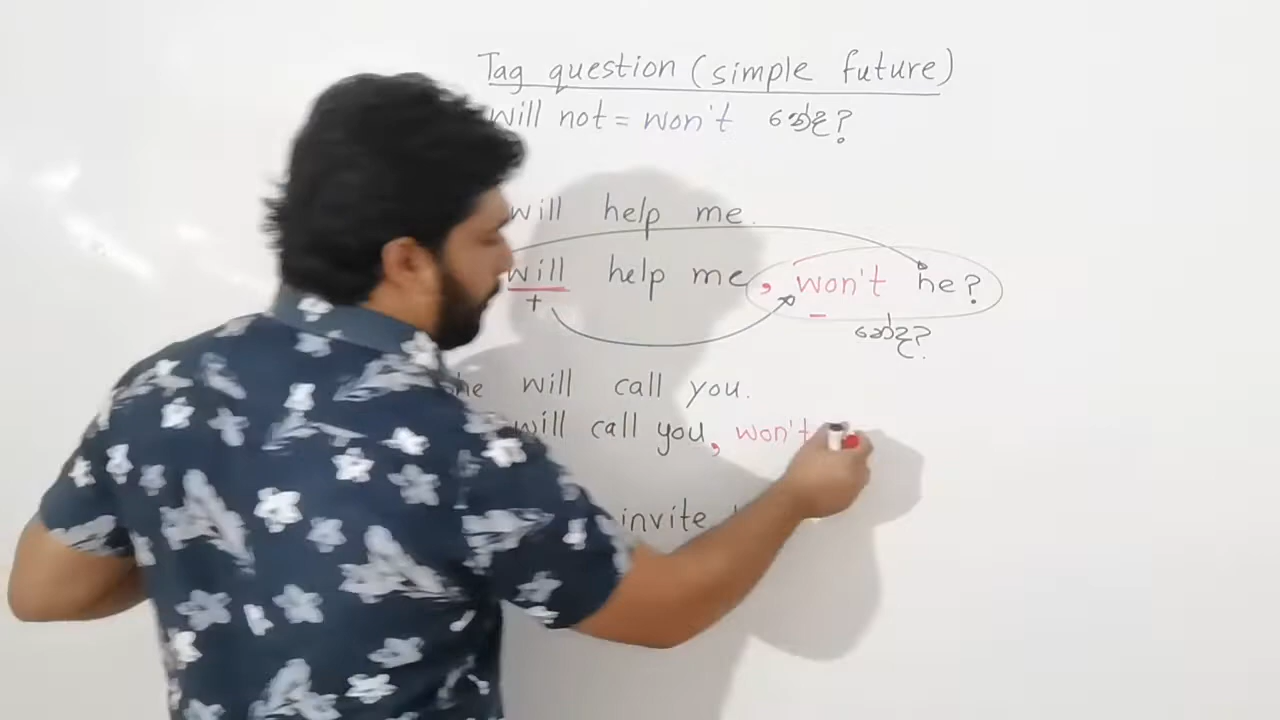 Tag question (simple future)
will not = won't නේද?
will help me.
will help me, won't he?
+
නේද?
he will call you.
will call you, won't
invite